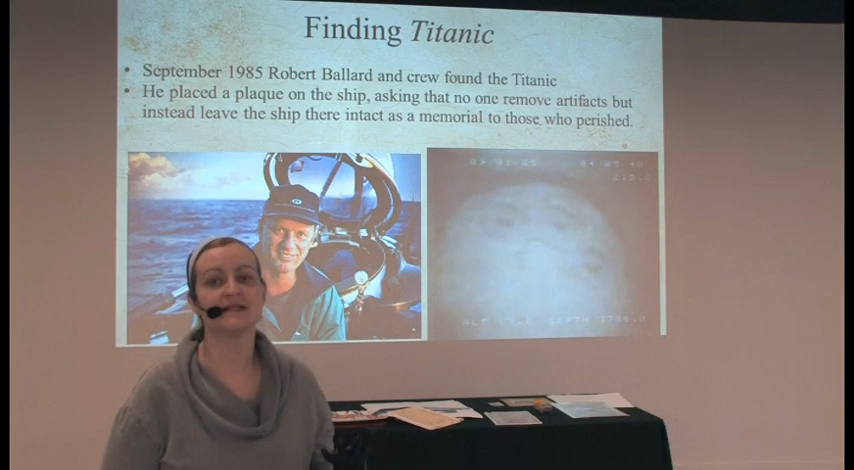 Finding Titanic
• September 1985 Robert Ballard and crew found the Titanic
• He placed a plaque on the ship, asking that no one remove artifacts but
instead leave the ship there intact as a memorial to those who perished.